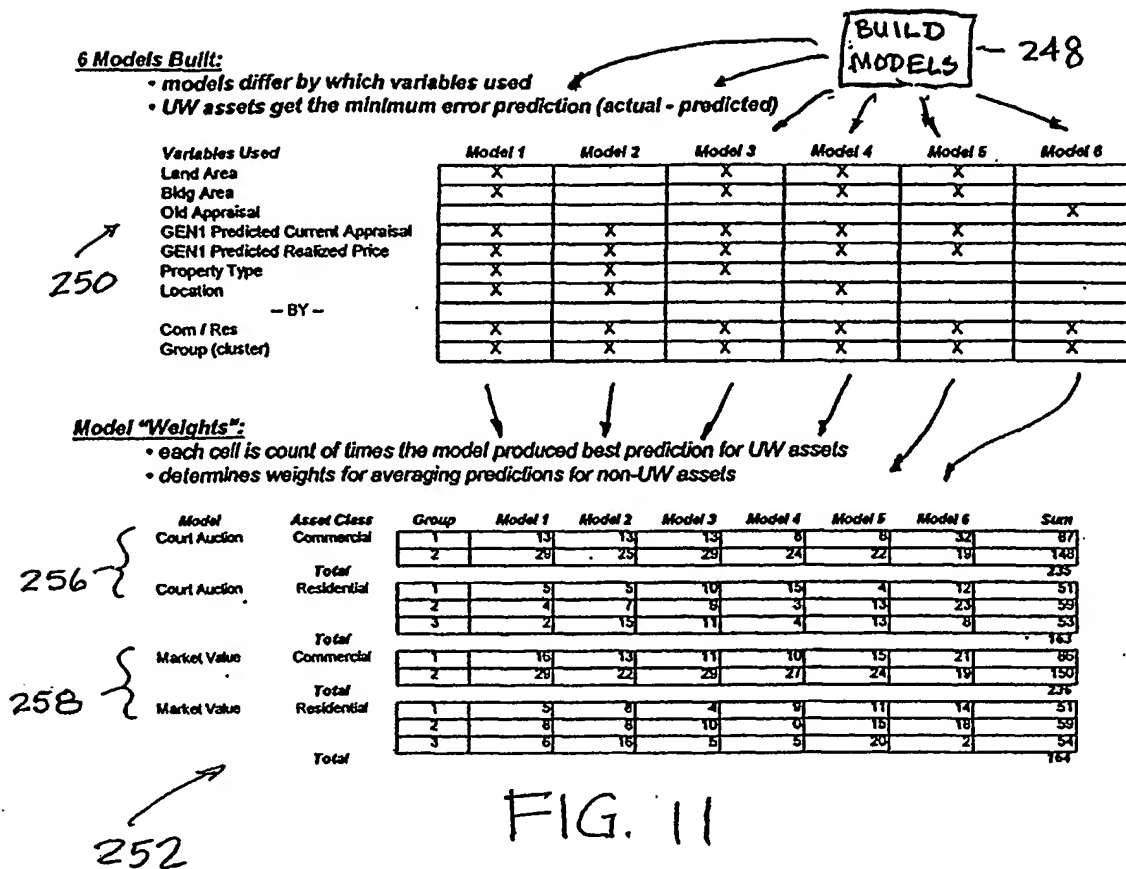 BUILD
MODELS
248
6 Models Built:
• models differ by which variables used
• UW assets get the minimum error prediction (actual - predicted)
Variables Used Model 1 Model 2 Model 3 Model 4 Model 5 Model 6
Land Area X X X X
Bldg Area X X X X
Old Appraisal X
GEN1 Predicted Current Appraisal X X X X X
GEN1 Predicted Realized Price X X X X X
Property Type X X X
Location X X X
– BY –
Com / Res X X X X X X
Group (cluster) X X X X X X
250
Model "Weights":
• each cell is count of times the model produced best prediction for UW assets
• determines weights for averaging predictions for non-UW assets
Model Asset Class Group Model 1 Model 2 Model 3 Model 4 Model 5 Model 6 Sum
Court Auction Commercial 1 13 13 13 8 8 32 87
2 29 25 29 24 22 19 148
Total 235
256
Court Auction Residential 1 5 5 10 15 4 12 51
2 4 7 9 3 13 23 59
3 2 15 11 4 13 8 53
Total 163
Market Value Commercial 1 16 13 11 10 15 21 86
2 29 22 29 27 24 19 150
Total 236
258
Market Value Residential 1 5 8 4 9 11 14 51
2 8 8 10 0 15 18 59
3 6 16 5 5 20 2 54
Total 164
252
FIG. 11